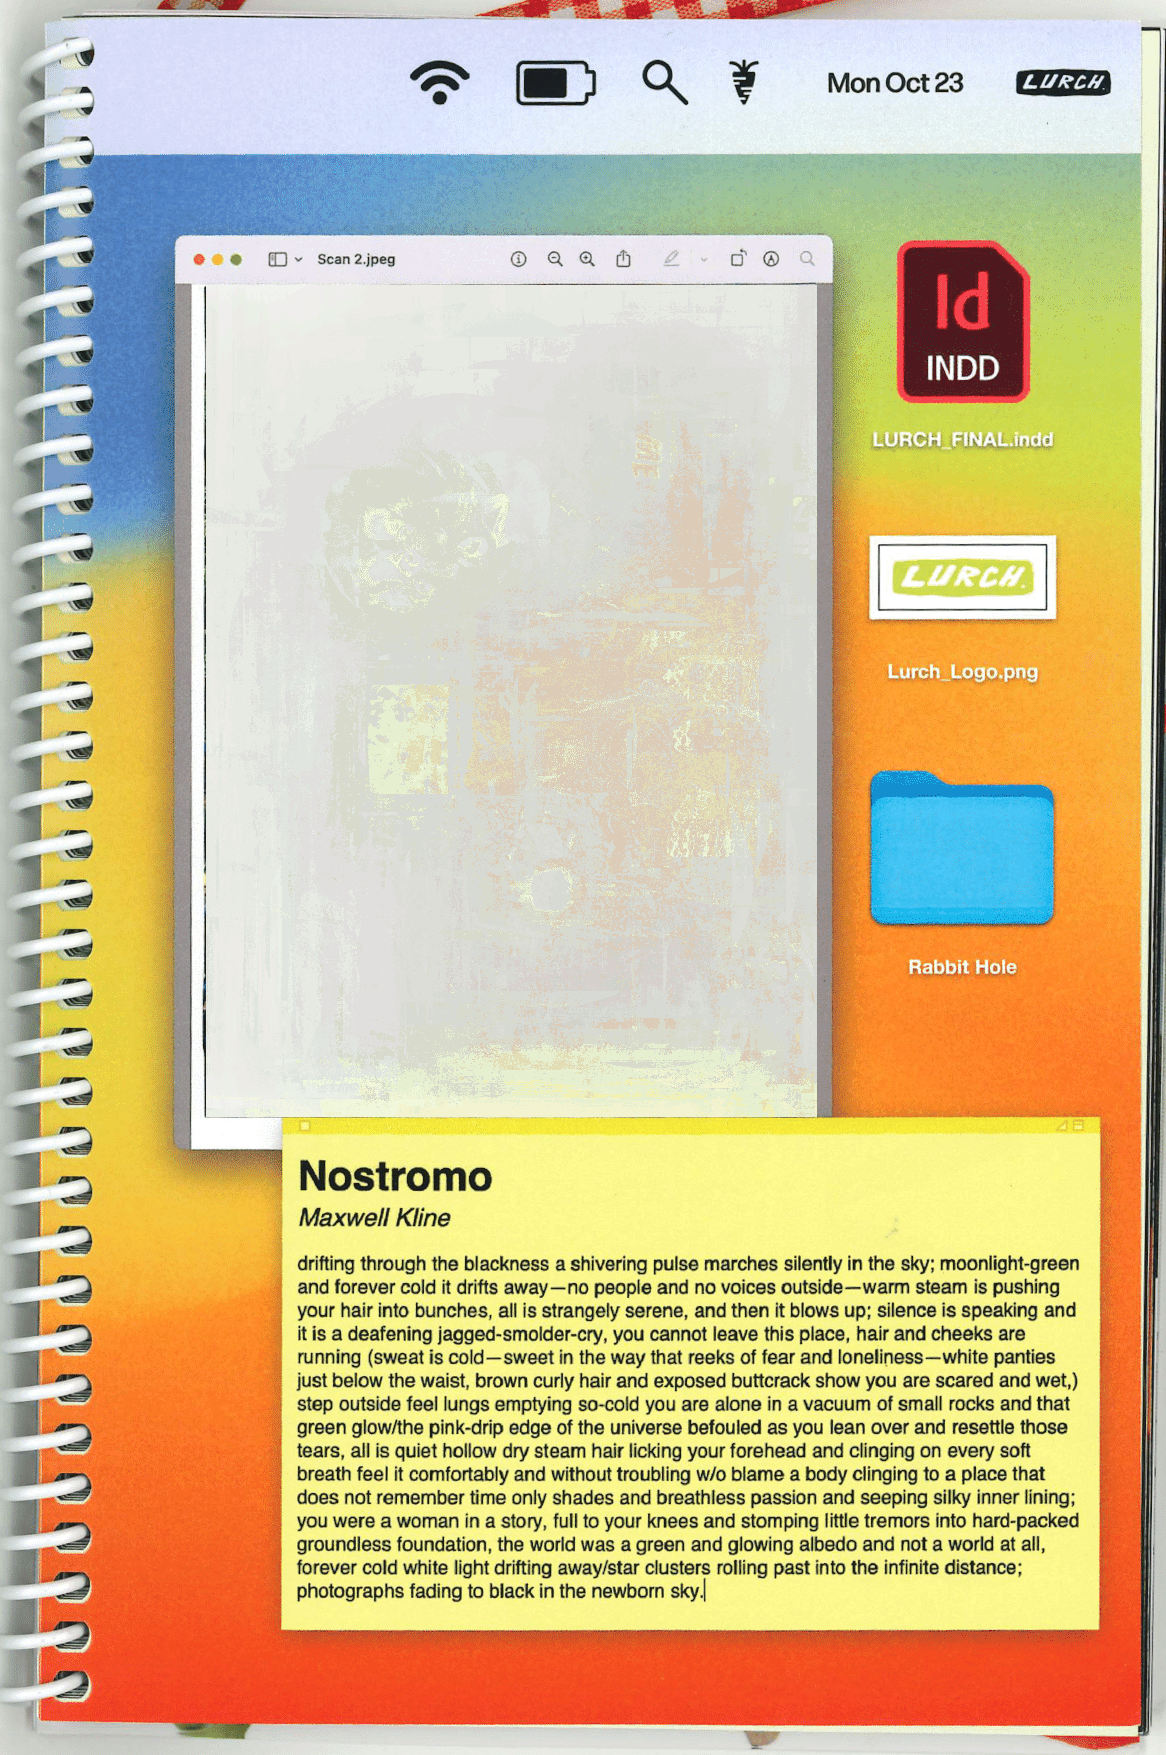 Mon Oct 23
LURCH.
Scan 2.jpeg
Id
INDD
LURCH_FINAL.indd
LURCH.
Lurch_Logo.png
Rabbit Hole
Nostromo
Maxwell Kline
drifting through the blackness a shivering pulse marches silently in the sky; moonlight-green
and forever cold it drifts away—no people and no voices outside—warm steam is pushing
your hair into bunches, all is strangely serene, and then it blows up; silence is speaking and
it is a deafening jagged-smolder-cry, you cannot leave this place, hair and cheeks are
running (sweat is cold—sweet in the way that reeks of fear and loneliness—white panties
just below the waist, brown curly hair and exposed buttcrack show you are scared and wet,)
step outside feel lungs emptying so-cold you are alone in a vacuum of small rocks and that
green glow/the pink-drip edge of the universe befouled as you lean over and resettle those
tears, all is quiet hollow dry steam hair licking your forehead and clinging on every soft
breath feel it comfortably and without troubling w/o blame a body clinging to a place that
does not remember time only shades and breathless passion and seeping silky inner lining;
you were a woman in a story, full to your knees and stomping little tremors into hard-packed
groundless foundation, the world was a green and glowing albedo and not a world at all,
forever cold white light drifting away/star clusters rolling past into the infinite distance;
photographs fading to black in the newborn sky.